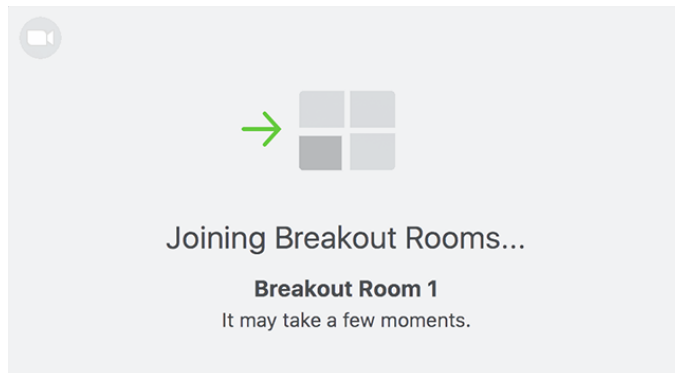 Joining Breakout Rooms...
Breakout Room 1
It may take a few moments.